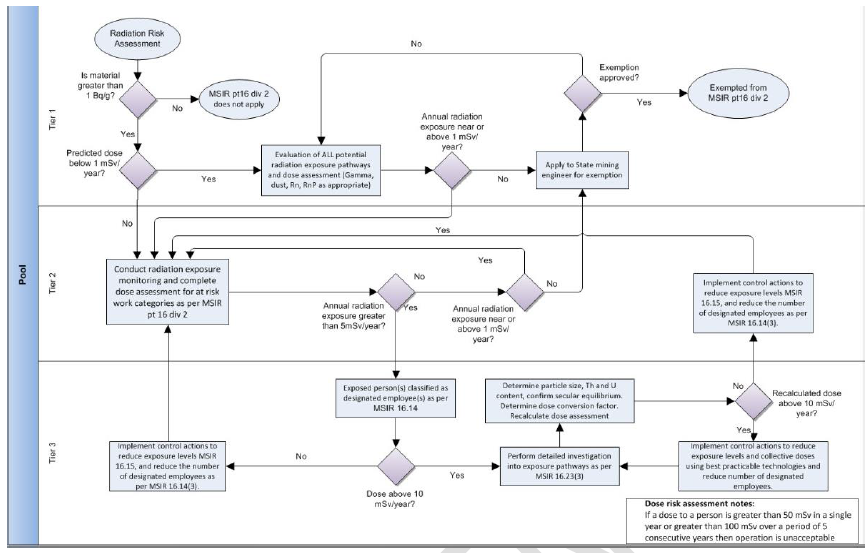 Pool
Tier 1
Radiation Risk
Assessment
Is material
greater than
1 Bq/g?
No
MSIR pt16 div 2
does not apply
Yes
Predicted dose
below 1 mSv/
year?
Yes
No
Evaluation of ALL potential
radiation exposure pathways
and dose assessment (Gamma,
dust, Rn, RnP as appropriate)
Annual radiation
exposure near or
above 1 mSv/
year?
No
Apply to State mining
engineer for exemption
No
Exemption
approved?
Yes
Exempted from
MSIR pt16 div 2
Tier 2
Yes
Conduct radiation exposure
monitoring and complete
dose assessment for at risk
work categories as per MSIR
pt 16 div 2
No
Yes
Annual radiation
exposure greater
than 5mSv/year?
Yes
No
Annual radiation
exposure near or
above 1 mSv/
year?
Implement control actions to
reduce exposure levels MSIR
16.15, and reduce the number
of designated employees as per
MSIR 16.14(3).
Tier 3
Exposed person(s) classified as
designated employee(s) as per
MSIR 16.14
Determine particle size, Th and U
content, confirm secular equilibrium.
Determine dose conversion factor.
Recalculate dose assessment
No
Recalculated dose
above 10 mSv/
year?
Yes
Implement control actions to
reduce exposure levels MSIR
16.15, and reduce the number
of designated employees as
per MSIR 16.14(3).
No
Yes
Dose above 10
mSv/year?
Perform detailed investigation
into exposure pathways as per
MSIR 16.23(3)
Implement control actions to reduce
exposure levels and collective doses
using best practicable technologies and
reduce number of designated
employees.
Dose risk assessment notes:
If a dose to a person is greater than 50 mSv in a single
year or greater than 100 mSv over a period of 5
consecutive years then operation is unacceptable